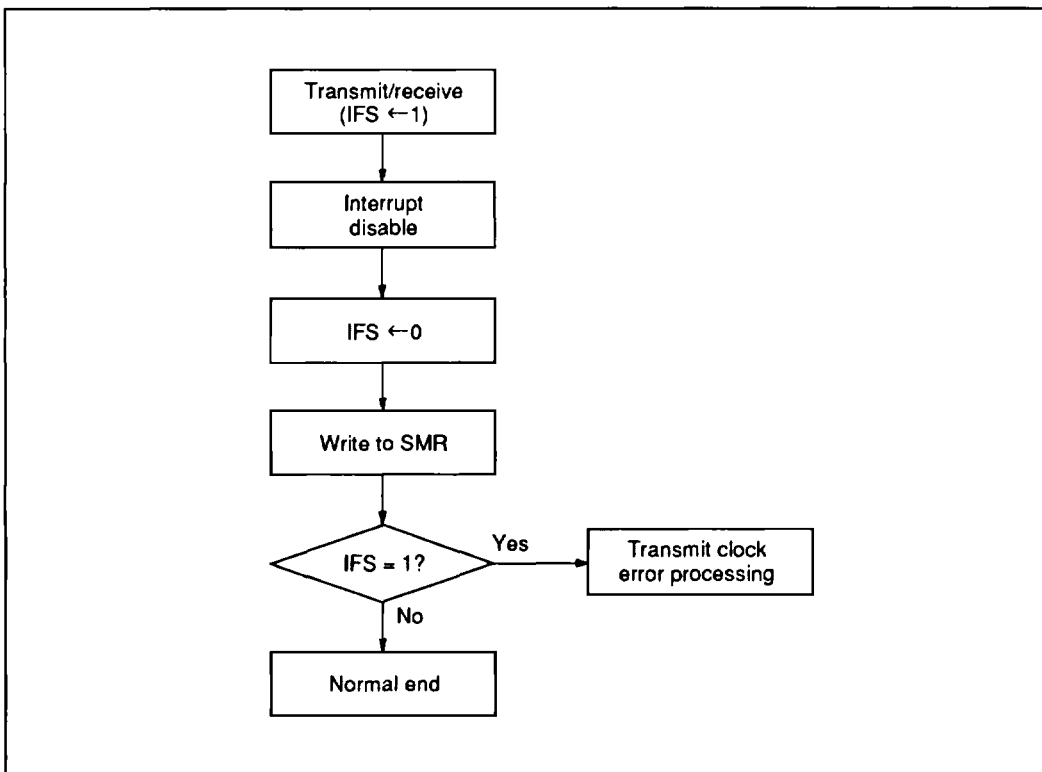 Transmit/receive
(IFS ←1)
Interrupt
disable
IFS ←0
Write to SMR
IFS = 1?
Yes
Transmit clock
error processing
No
Normal end